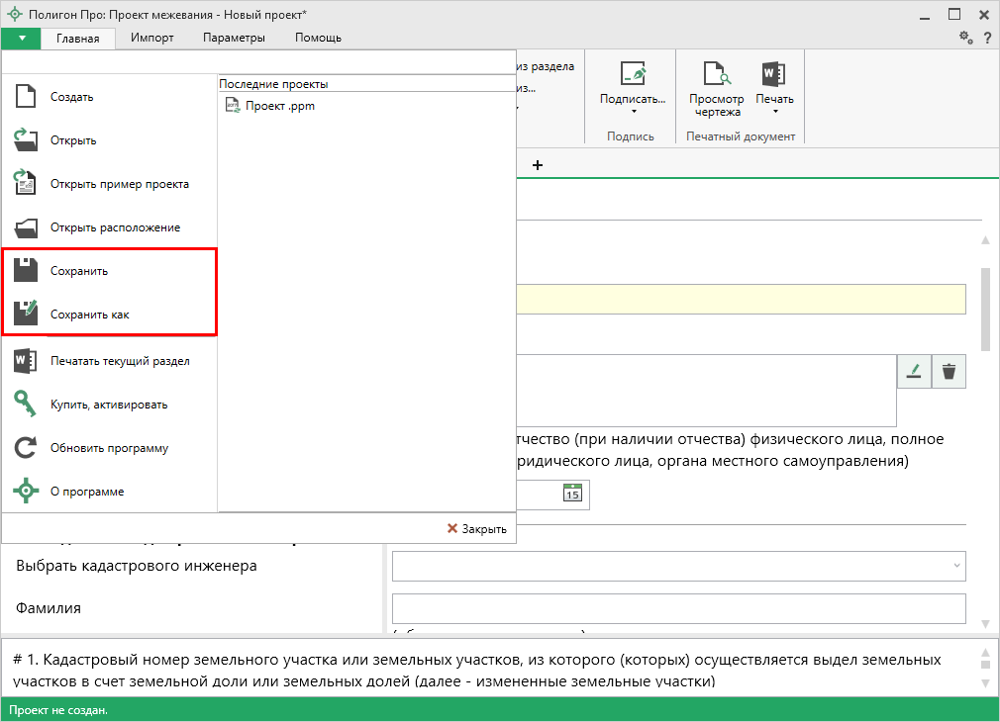 Полигон Про: Проект межевания - Новый проект*
Главная Импорт Параметры Помощь
?
Последние проекты
Проект .ppm
Создать
Открыть
Открыть пример проекта
Открыть расположение
Сохранить
Сохранить как
Печатать текущий раздел
Купить, активировать
Обновить программу
О программе
Закрыть
из раздела
из...
Подписать...
Подпись
Просмотр
чертежа
Печать
Печатный документ
+
тчество (при наличии отчества) физического лица, полное
ридического лица, органа местного самоуправления)
15
Выбрать кадастрового инженера
Фамилия
# 1. Кадастровый номер земельного участка или земельных участков, из которого (которых) осуществляется выдел земельных
участков в счет земельной доли или земельных долей (далее - измененные земельные участки)
Проект не создан.